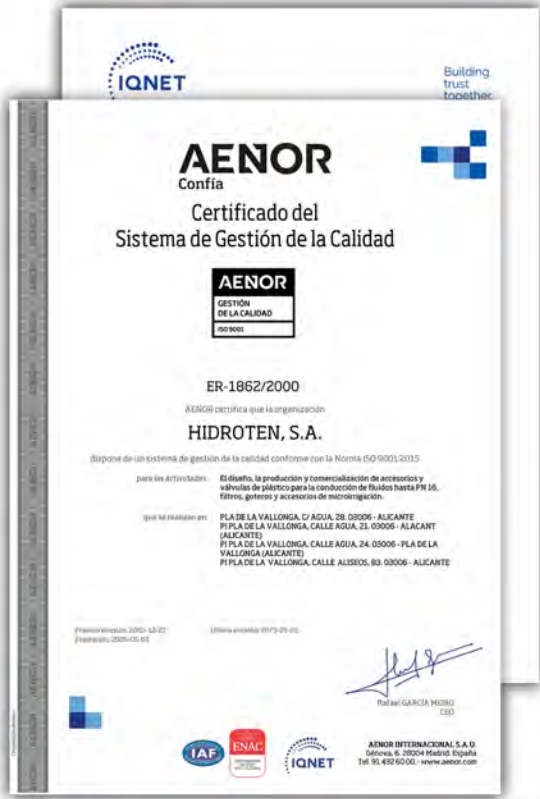 IQNET
Building
trust
together.
AENOR
Confía
Certificado del
Sistema de Gestión de la Calidad
AENOR
GESTIÓN
DE LA CALIDAD
ISO 9001
ER-1862/2000
AENOR certifica que la organización
HIDROTEN, S.A.
dispone de un sistema de gestión de la calidad conforme con la Norma ISO 9001:2015
para las actividades: El diseño, la producción y comercialización de accesorios y
válvulas de plástico para la conducción de fluidos hasta PN 16,
filtros, goteros y accesorios de microirrigación.
que se realizan en: PLA DE LA VALLONGA, C/ AGUA, 28. 03006 - ALICANTE
PI PLA DE LA VALLONGA, CALLE AGUA, 21. 03006 - ALACANT
(ALICANTE)
PI PLA DE LA VALLONGA, CALLE AGUA, 24. 03006 - PLA DE LA
VALLONGA (ALICANTE)
PI PLA DE LA VALLONGA, CALLE ALISEOS, 83. 03006 - ALICANTE
Rafael GARCÍA MEIRO
CEO
IAF
ENAC
IQNET
AENOR INTERNACIONAL S.A.U.
Génova, 6. 28004 Madrid. España
Tel. 91 432 60 00.- www.aenor.com